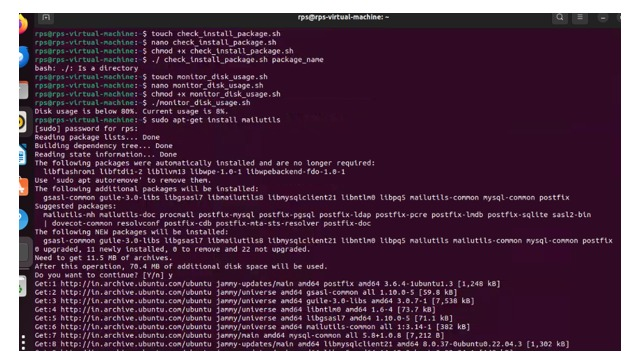 rps@rps-virtual-machine: ~
rps@rps-virtual-machine:~$ touch check_install_package.sh
rps@rps-virtual-machine:~$ nano check_install_package.sh
rps@rps-virtual-machine:~$ chmod +x check_install_package.sh
rps@rps-virtual-machine:~$ ./ check_install_package.sh package_name
bash: ./: Is a directory
rps@rps-virtual-machine:~$ touch monitor_disk_usage.sh
rps@rps-virtual-machine:~$ nano monitor_disk_usage.sh
rps@rps-virtual-machine:~$ chmod +x monitor_disk_usage.sh
rps@rps-virtual-machine:~$ ./monitor_disk_usage.sh
Disk usage is below 80%. Current usage is 8%.
rps@rps-virtual-machine:~$ sudo apt-get install mailutils
[sudo] password for rps:
Reading package lists... Done
Building dependency tree... Done
Reading state information... Done
The following packages were automatically installed and are no longer required:
libflashrom1 libftdi1-2 libllvm13 libwpe-1.0-1 libwpebackend-fdo-1.0-1
Use 'sudo apt autoremove' to remove them.
The following additional packages will be installed:
gsasl-common guile-3.0-libs libgsasl7 libmailutils8 libmysqlclient21 libntlm0 libpq5 mailutils-common mysql-common postfix
Suggested packages:
mailutils-mh mailutils-doc procmail postfix-mysql postfix-pgsql postfix-ldap postfix-pcre postfix-lmdb postfix-sqlite sasl2-bin
| dovecot-common resolvconf postfix-cdb postfix-mta-sts-resolver postfix-doc
The following NEW packages will be installed:
gsasl-common guile-3.0-libs libgsasl7 libmailutils8 libmysqlclient21 libntlm0 libpq5 mailutils mailutils-common mysql-common postfix
0 upgraded, 11 newly installed, 0 to remove and 22 not upgraded.
Need to get 11.5 MB of archives.
After this operation, 70.4 MB of additional disk space will be used.
Do you want to continue? [Y/n] y
Get:1 http://in.archive.ubuntu.com/ubuntu jammy-updates/main amd64 postfix amd64 3.6.4-1ubuntu1.3 [1,248 kB]
Get:2 http://in.archive.ubuntu.com/ubuntu jammy/universe amd64 gsasl-common all 1.10.0-5 [59.8 kB]
Get:3 http://in.archive.ubuntu.com/ubuntu jammy/universe amd64 guile-3.0-libs amd64 3.0.7-1 [7,538 kB]
Get:4 http://in.archive.ubuntu.com/ubuntu jammy/universe amd64 libntlm0 amd64 1.6-4 [73.7 kB]
Get:5 http://in.archive.ubuntu.com/ubuntu jammy/universe amd64 libgsasl7 amd64 1.10.0-5 [71.1 kB]
Get:6 http://in.archive.ubuntu.com/ubuntu jammy/universe amd64 mailutils-common all 1:3.14-1 [382 kB]
Get:7 http://in.archive.ubuntu.com/ubuntu jammy/main amd64 mysql-common all 5.8+1.0.8 [7,212 B]
Get:8 http://in.archive.ubuntu.com/ubuntu jammy-updates/main amd64 libmysqlclient21 amd64 8.0.37-0ubuntu0.22.04.3 [1,302 kB]